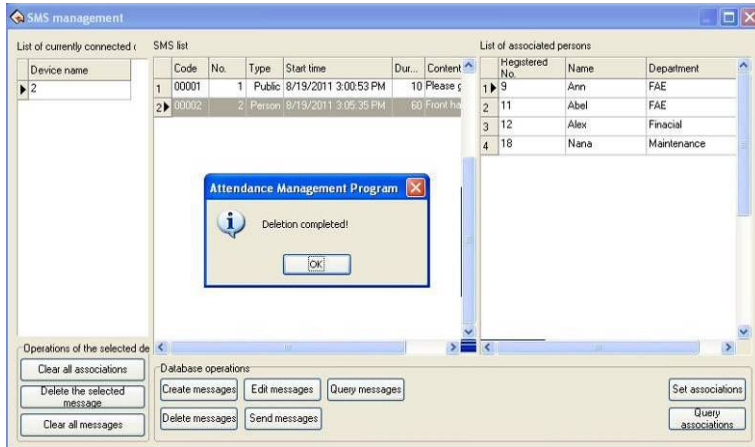 SMS management
List of currently connected (
SMS list
List of associated persons
Device name
2
Code No. Type Start time Dur... Content
1 00001 1 Public 8/19/2011 3:00:53 PM 10 Please g
2 00002 2 Person 8/19/2011 3:05:35 PM 60 Front ha
Registered No. Name Department
1 9 Ann FAE
2 11 Abel FAE
3 12 Alex Finacial
4 18 Nana Maintenance
Attendance Management Program
Deletion completed!
OK
Operations of the selected de
Clear all associations
Delete the selected
message
Clear all messages
Database operations
Create messages Edit messages Query messages
Delete messages Send messages
Set associations
Query
associations